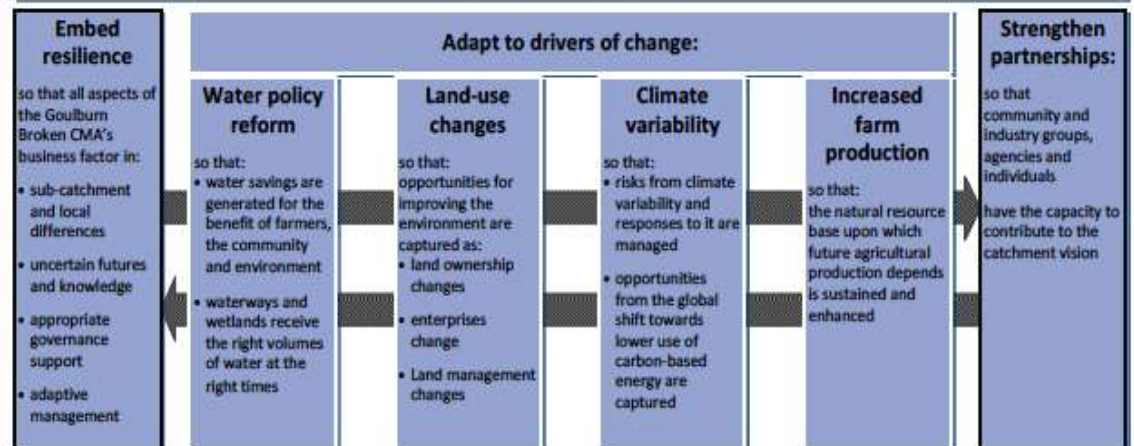 Embed
resilience
so that all aspects of
the Goulburn
Broken CMA's
business factor in:
• sub-catchment
and local
differences
• uncertain futures
and knowledge
• appropriate
governance
support
• adaptive
management
Adapt to drivers of change:
Water policy
reform
so that:
• water savings are
generated for the
benefit of farmers,
the community
and environment
• waterways and
wetlands receive
the right volumes
of water at the
right times
Land-use
changes
so that:
opportunities for
improving the
environment are
captured as:
• land ownership
changes
• enterprises
change
• Land management
changes
Climate
variability
so that:
• risks from climate
variability and
responses to it are
managed
• opportunities
from the global
shift towards
lower use of
carbon-based
energy are
captured
Increased
farm
production
so that:
the natural resource
base upon which
future agricultural
production depends
is sustained and
enhanced
Strengthen
partnerships:
so that
community and
industry groups,
agencies and
individuals
have the capacity to
contribute to the
catchment vision